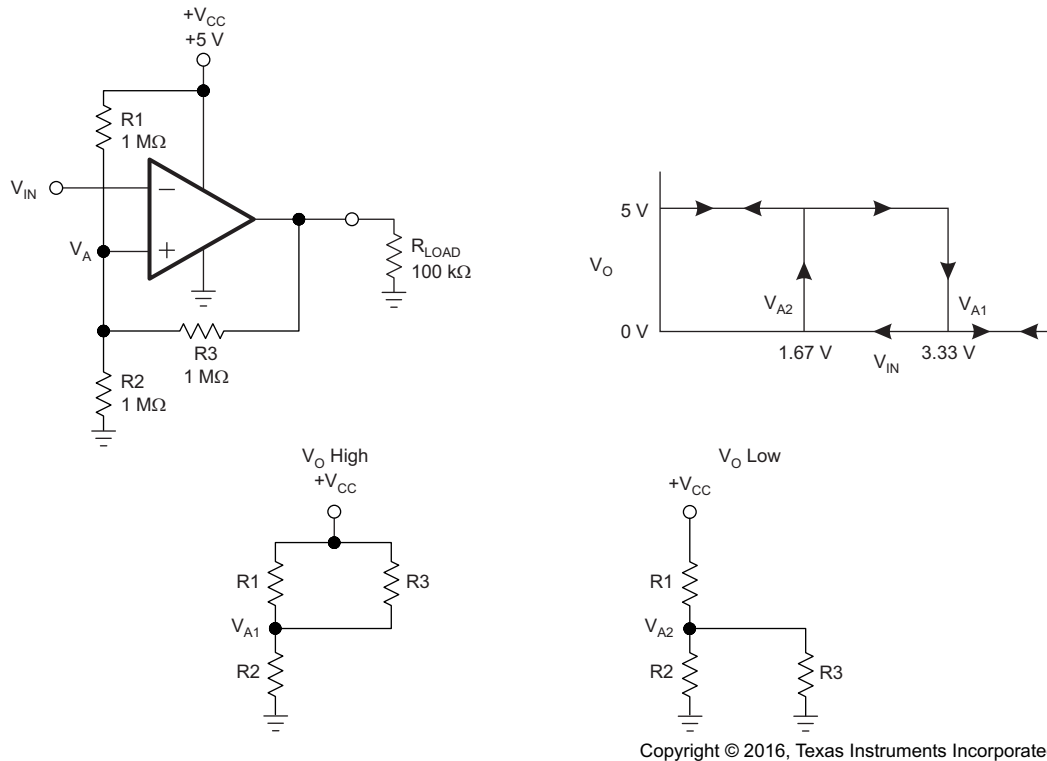 +VCC
+5 V
R1
1 MΩ
VIN
−
VA
+
RLOAD
100 kΩ
R3
1 MΩ
R2
1 MΩ
5 V
VO
VA2
VA1
0 V
1.67 V
VIN
3.33 V
VO High
+VCC
R1
R3
VA1
R2
VO Low
+VCC
R1
VA2
R2
R3
Copyright © 2016, Texas Instruments Incorporate